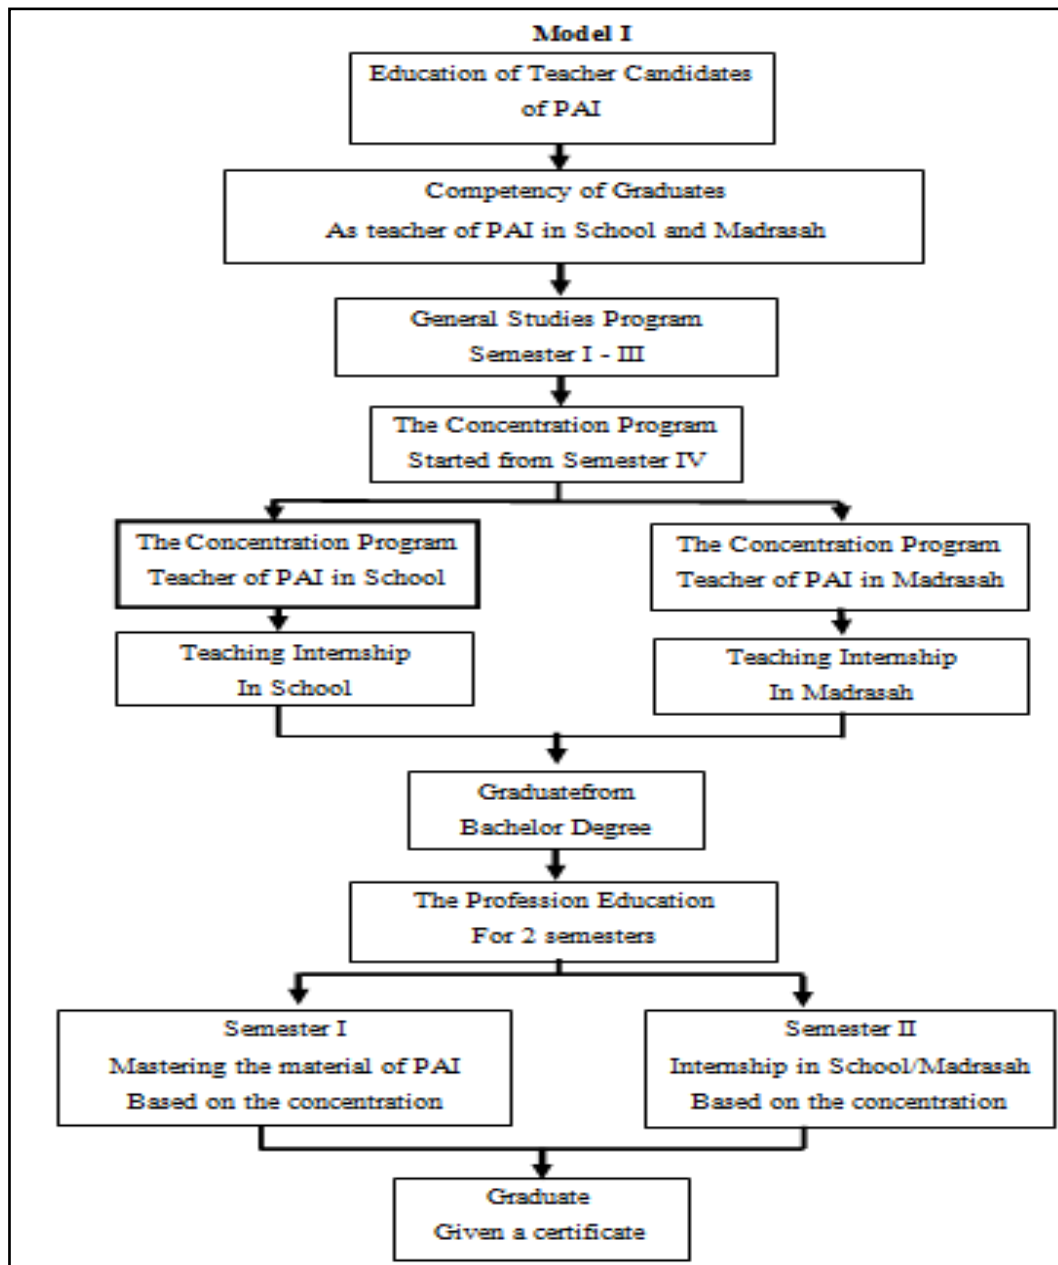 Model I
Education of Teacher Candidates
of PAI
Competency of Graduates
As teacher of PAI in School and Madrasah
General Studies Program
Semester I - III
The Concentration Program
Started from Semester IV
The Concentration Program
Teacher of PAI in School
The Concentration Program
Teacher of PAI in Madrasah
Teaching Internship
In School
Teaching Internship
In Madrasah
Graduatefrom
Bachelor Degree
The Profession Education
For 2 semesters
Semester I
Mastering the material of PAI
Based on the concentration
Semester II
Internship in School/Madrasah
Based on the concentration
Graduate
Given a certificate